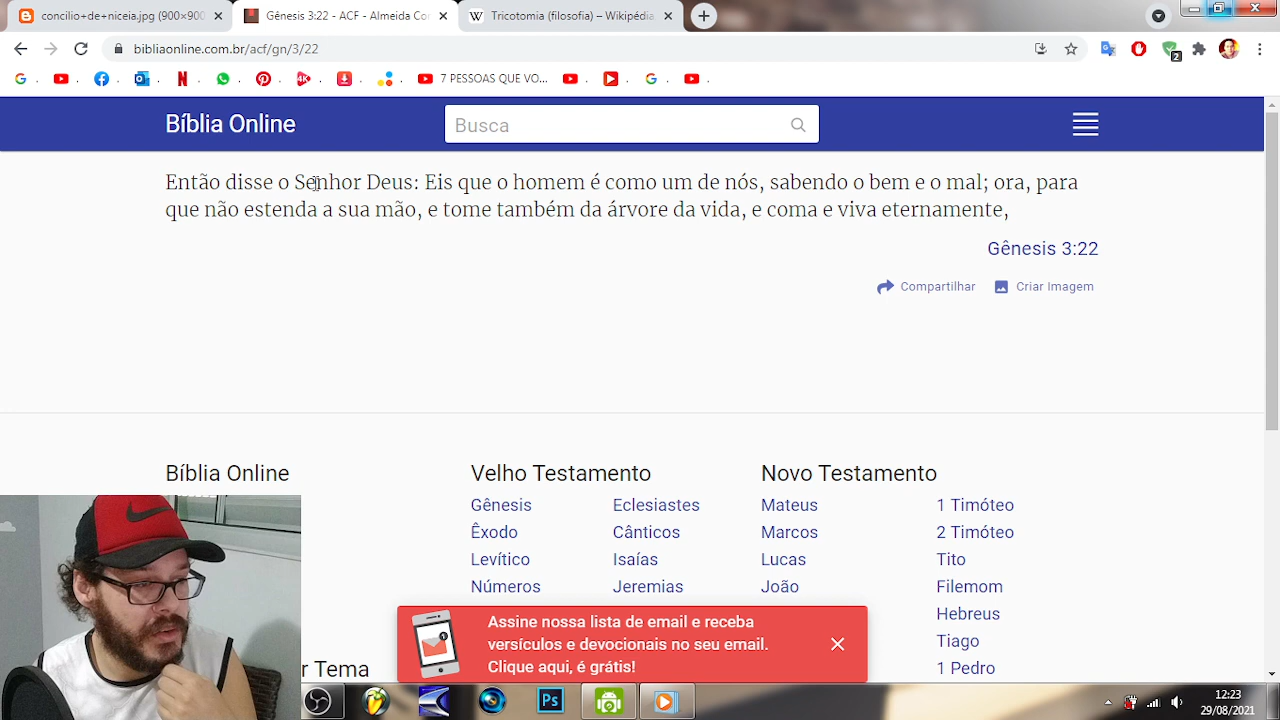 concilio+de+niceia.jpg (900×900
Gênesis 3:22 - ACF - Almeida Co
Tricotomia (filosofia) – Wikipédia,
bibliaonline.com.br/acf/gn/3/22
7 PESSOAS QUE VO...
Bíblia Online
Busca
Então disse o Senhor Deus: Eis que o homem é como um de nós, sabendo o bem e o mal; ora, para
que não estenda a sua mão, e tome também da árvore da vida, e coma e viva eternamente,
Gênesis 3:22
Compartilhar
Criar Imagem
Bíblia Online
Velho Testamento
Novo Testamento
Gênesis
Eclesiastes
Mateus
1 Timóteo
Êxodo
Cânticos
Marcos
2 Timóteo
Levítico
Isaías
Lucas
Tito
Números
Jeremias
João
Filemom
Hebreus
Tiago
1 Pedro
r Tema
Assine nossa lista de email e receba
versículos e devocionais no seu email.
Clique aqui, é grátis!
Ps
12:23
29/08/2021